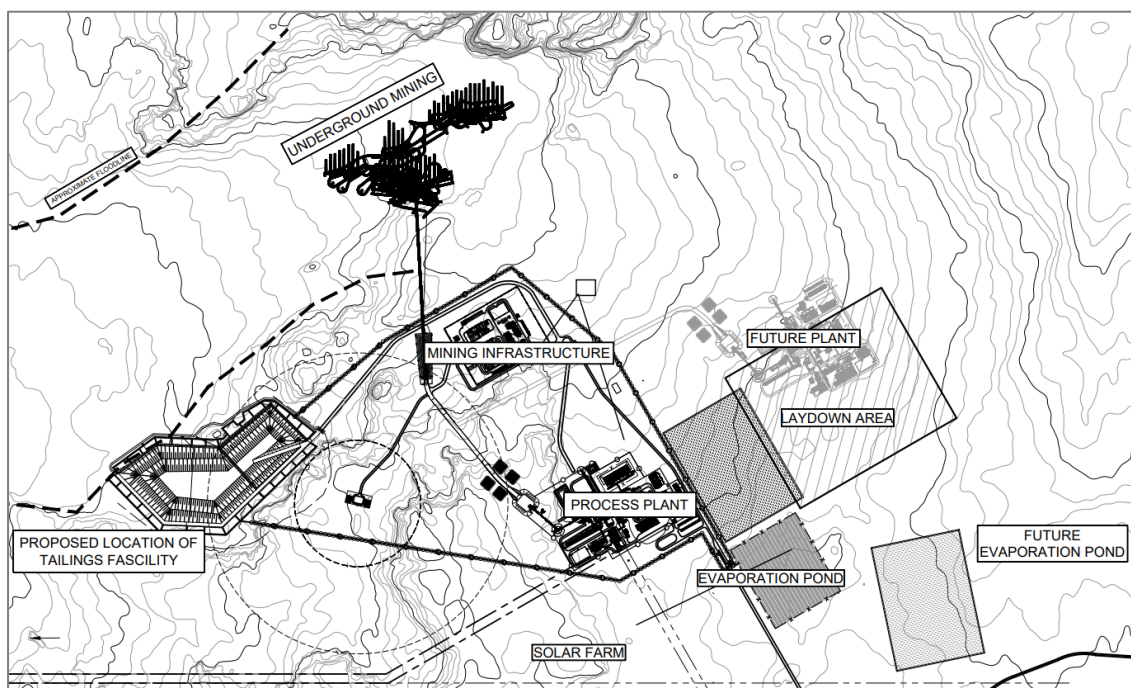 UNDERGROUND MINING
APPROXIMATE FLOODLINE
MINING INFRASTRUCTURE
FUTURE PLANT
LAYDOWN AREA
PROCESS PLANT
PROPOSED LOCATION OF
TAILINGS FASCILITY
FUTURE
EVAPORATION POND
EVAPORATION POND
SOLAR FARM